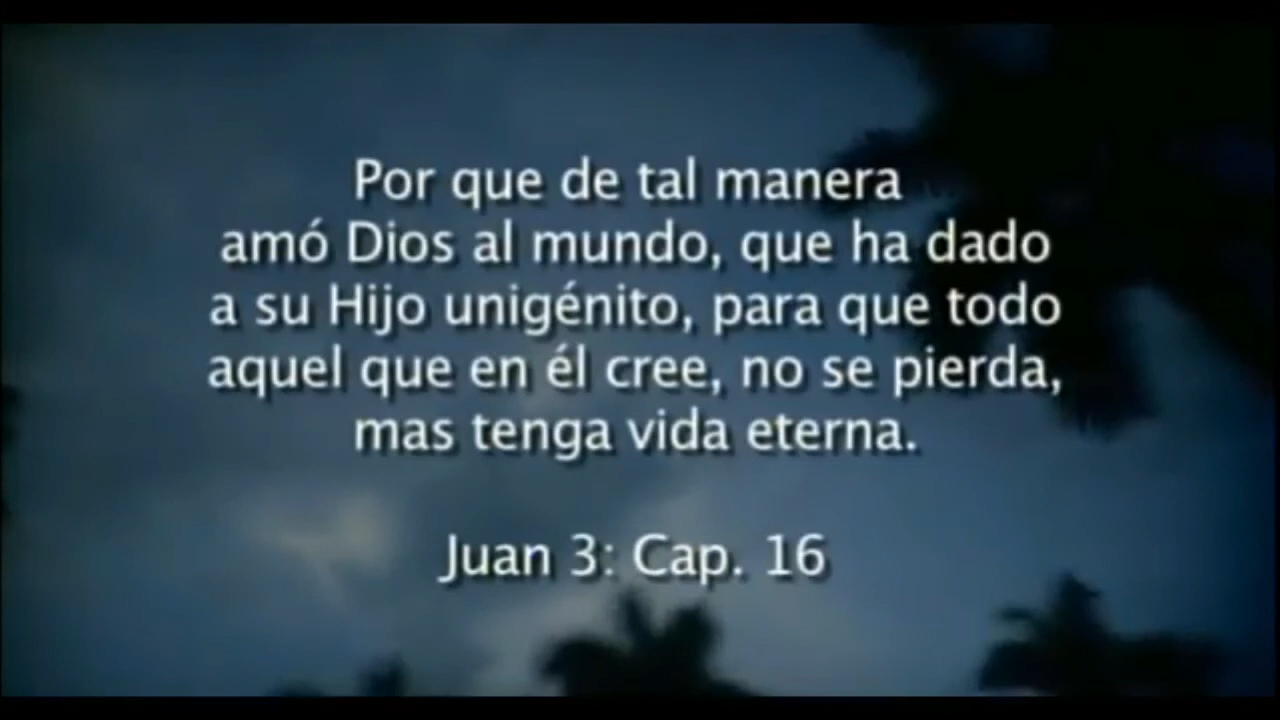 Por que de tal manera
amó Dios al mundo, que ha dado
a su Hijo unigénito, para que todo
aquel que en él cree, no se pierda,
mas tenga vida eterna.
Juan 3: Cap. 16